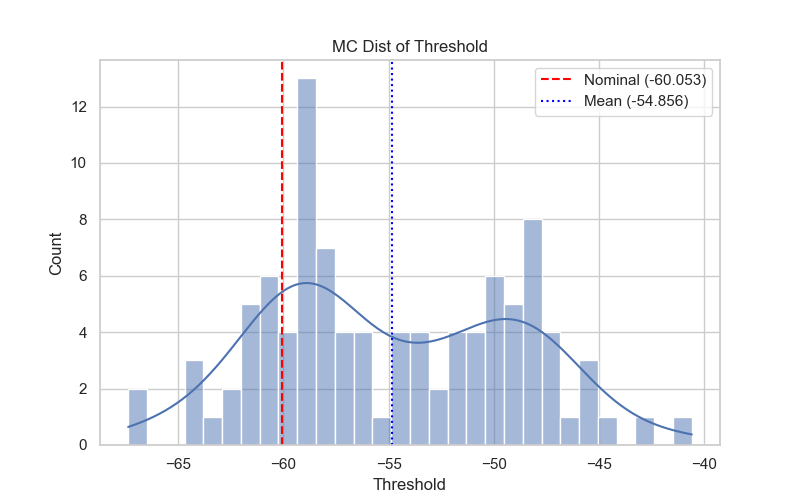 MC Dist of Threshold
Nominal (-60.053)
Mean (-54.856)
12
10
8
6
4
2
0
Count
−65
−60
−55
−50
−45
−40
Threshold